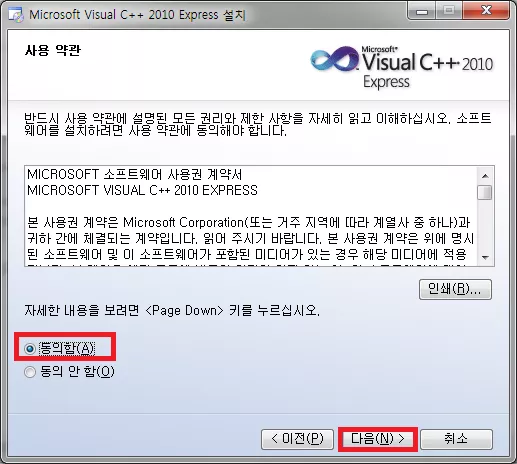 Microsoft Visual C++ 2010 Express 설치
사용 약관
Microsoft®
Visual C++ 2010
Express
반드시 사용 약관에 설명된 모든 권리와 제한 사항을 자세히 읽고 이해하십시오. 소프트
웨어를 설치하려면 사용 약관에 동의해야 합니다.
MICROSOFT 소프트웨어 사용권 계약서
MICROSOFT VISUAL C++ 2010 EXPRESS
본 사용권 계약은 Microsoft Corporation(또는 거주 지역에 따라 계열사 중 하나)과
귀하 간에 체결되는 계약입니다. 읽어 주시기 바랍니다. 본 사용권 계약은 위에 명시
된 소프트웨어 및 이 소프트웨어가 포함된 미디어가 있는 경우 해당 미디어에 적용
인쇄(R)...
자세한 내용을 보려면 <Page Down> 키를 누르십시오.
동의함(A)
동의 안 함(O)
< 이전(P)
다음(N) >
취소